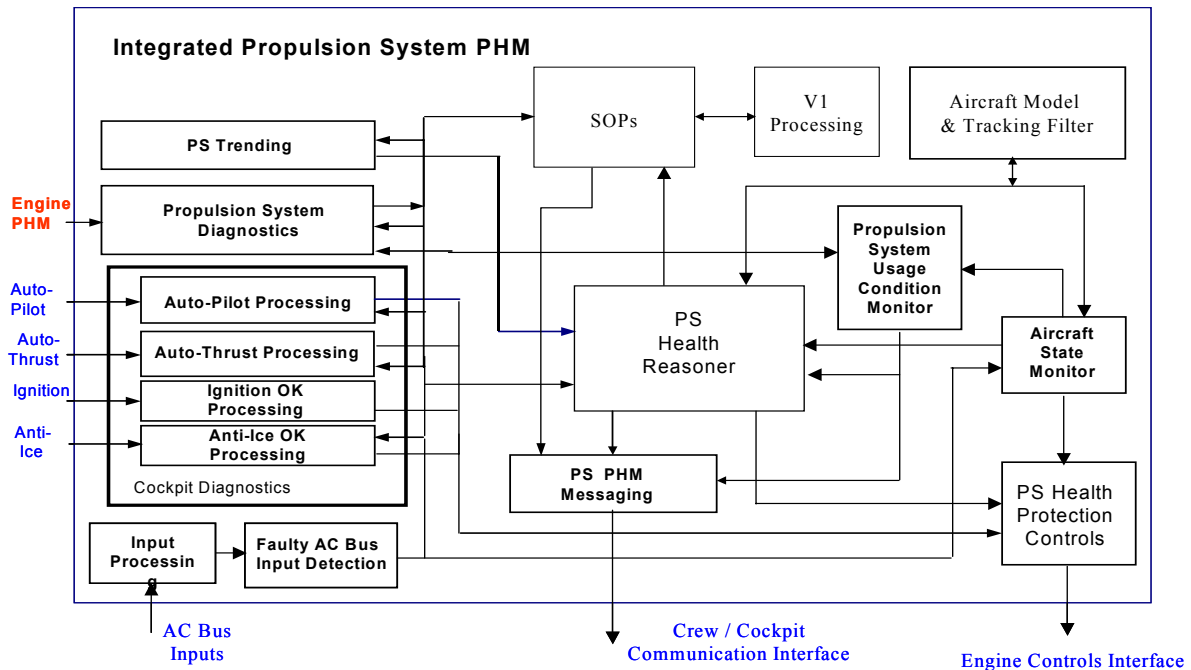 Integrated Propulsion System PHM
SOPs
V1
Processing
Aircraft Model
& Tracking Filter
PS Trending
Engine
PHM
Propulsion System
Diagnostics
Propulsion
System
Usage
Condition
Monitor
Auto-
Pilot
Auto-Pilot Processing
Auto-
Thrust
Auto-Thrust Processing
PS
Health
Reasoner
Aircraft
State
Monitor
Ignition
Ignition OK
Processing
Anti-
Ice
Anti-Ice OK
Processing
Cockpit Diagnostics
PS PHM
Messaging
PS Health
Protection
Controls
Input
Processin
g
Faulty AC Bus
Input Detection
AC Bus
Inputs
Crew / Cockpit
Communication Interface
Engine Controls Interface